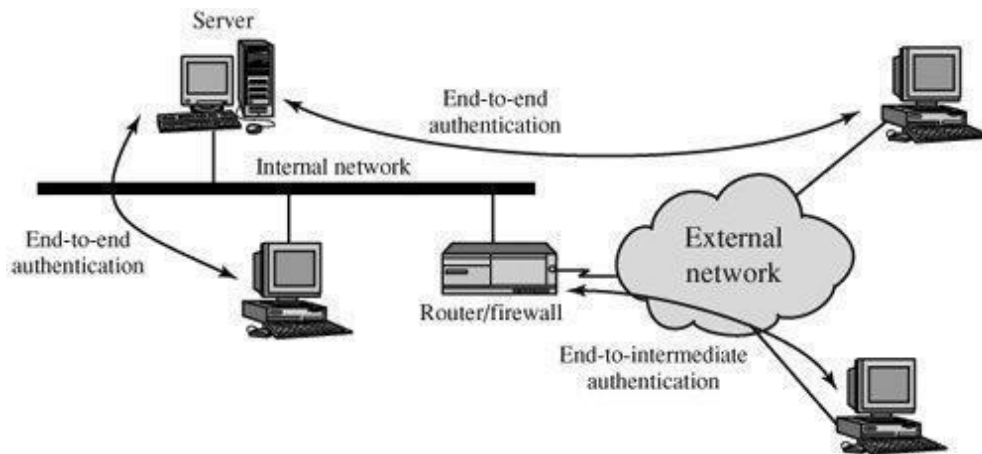 Server
End-to-end
authentication
Internal network
End-to-end
authentication
External
network
Router/firewall
End-to-intermediate
authentication